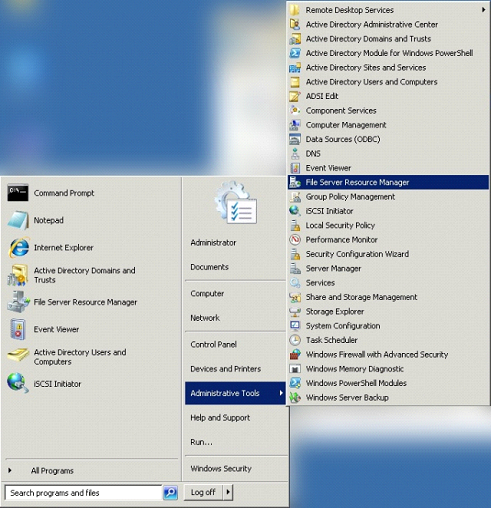 Remote Desktop Services
Active Directory Administrative Center
Active Directory Domains and Trusts
Active Directory Module for Windows PowerShell
Active Directory Sites and Services
Active Directory Users and Computers
ADSI Edit
Component Services
Computer Management
Data Sources (ODBC)
DNS
Event Viewer
File Server Resource Manager
Group Policy Management
iSCSI Initiator
Local Security Policy
Performance Monitor
Security Configuration Wizard
Server Manager
Services
Share and Storage Management
Storage Explorer
System Configuration
Task Scheduler
Windows Firewall with Advanced Security
Windows Memory Diagnostic
Windows PowerShell Modules
Windows Server Backup
Command Prompt
Notepad
Internet Explorer
Active Directory Domains and
Trusts
File Server Resource Manager
Event Viewer
Active Directory Users and
Computers
iSCSI Initiator
All Programs
Search programs and files
Administrator
Documents
Computer
Network
Control Panel
Devices and Printers
Administrative Tools
Help and Support
Run...
Windows Security
Log off